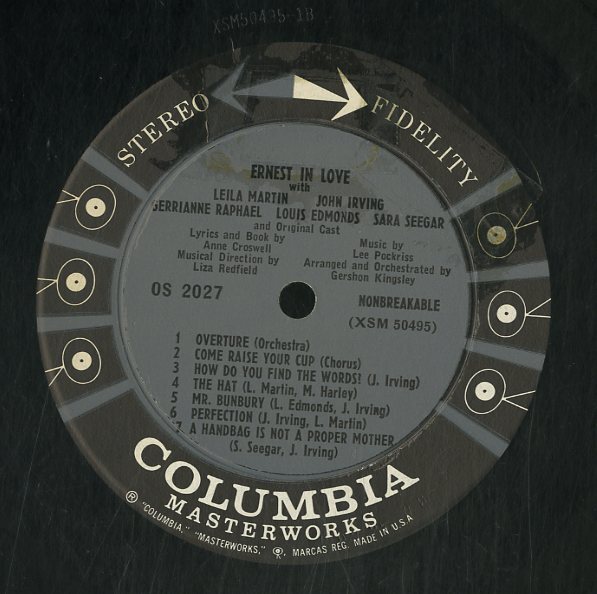 XSM50495-1B
STEREO FIDELITY
ERNEST IN LOVE
with
LEILA MARTIN JOHN IRVING
GERRIANNE RAPHAEL LOUIS EDMONDS SARA SEEGAR
and Original Cast
Lyrics and Book by
Anne Croswell
Musical Direction by
Liza Redfield
Music by
Lee Pockriss
Arranged and Orchestrated by
Gershon Kingsley
OS 2027
NONBREAKABLE
(XSM 50495)
1 OVERTURE (Orchestra)
2 COME RAISE YOUR CUP (Chorus)
3 HOW DO YOU FIND THE WORDS? (J. Irving)
4 THE HAT (L. Martin, M. Harley)
5 MR. BUNBURY (L. Edmonds, J. Irving)
6 PERFECTION (J. Irving, L. Martin)
7 A HANDBAG IS NOT A PROPER MOTHER
(S. Seegar, J. Irving)
COLUMBIA
MASTERWORKS
® "COLUMBIA," "MASTERWORKS," MARCAS REG. MADE IN U.S.A